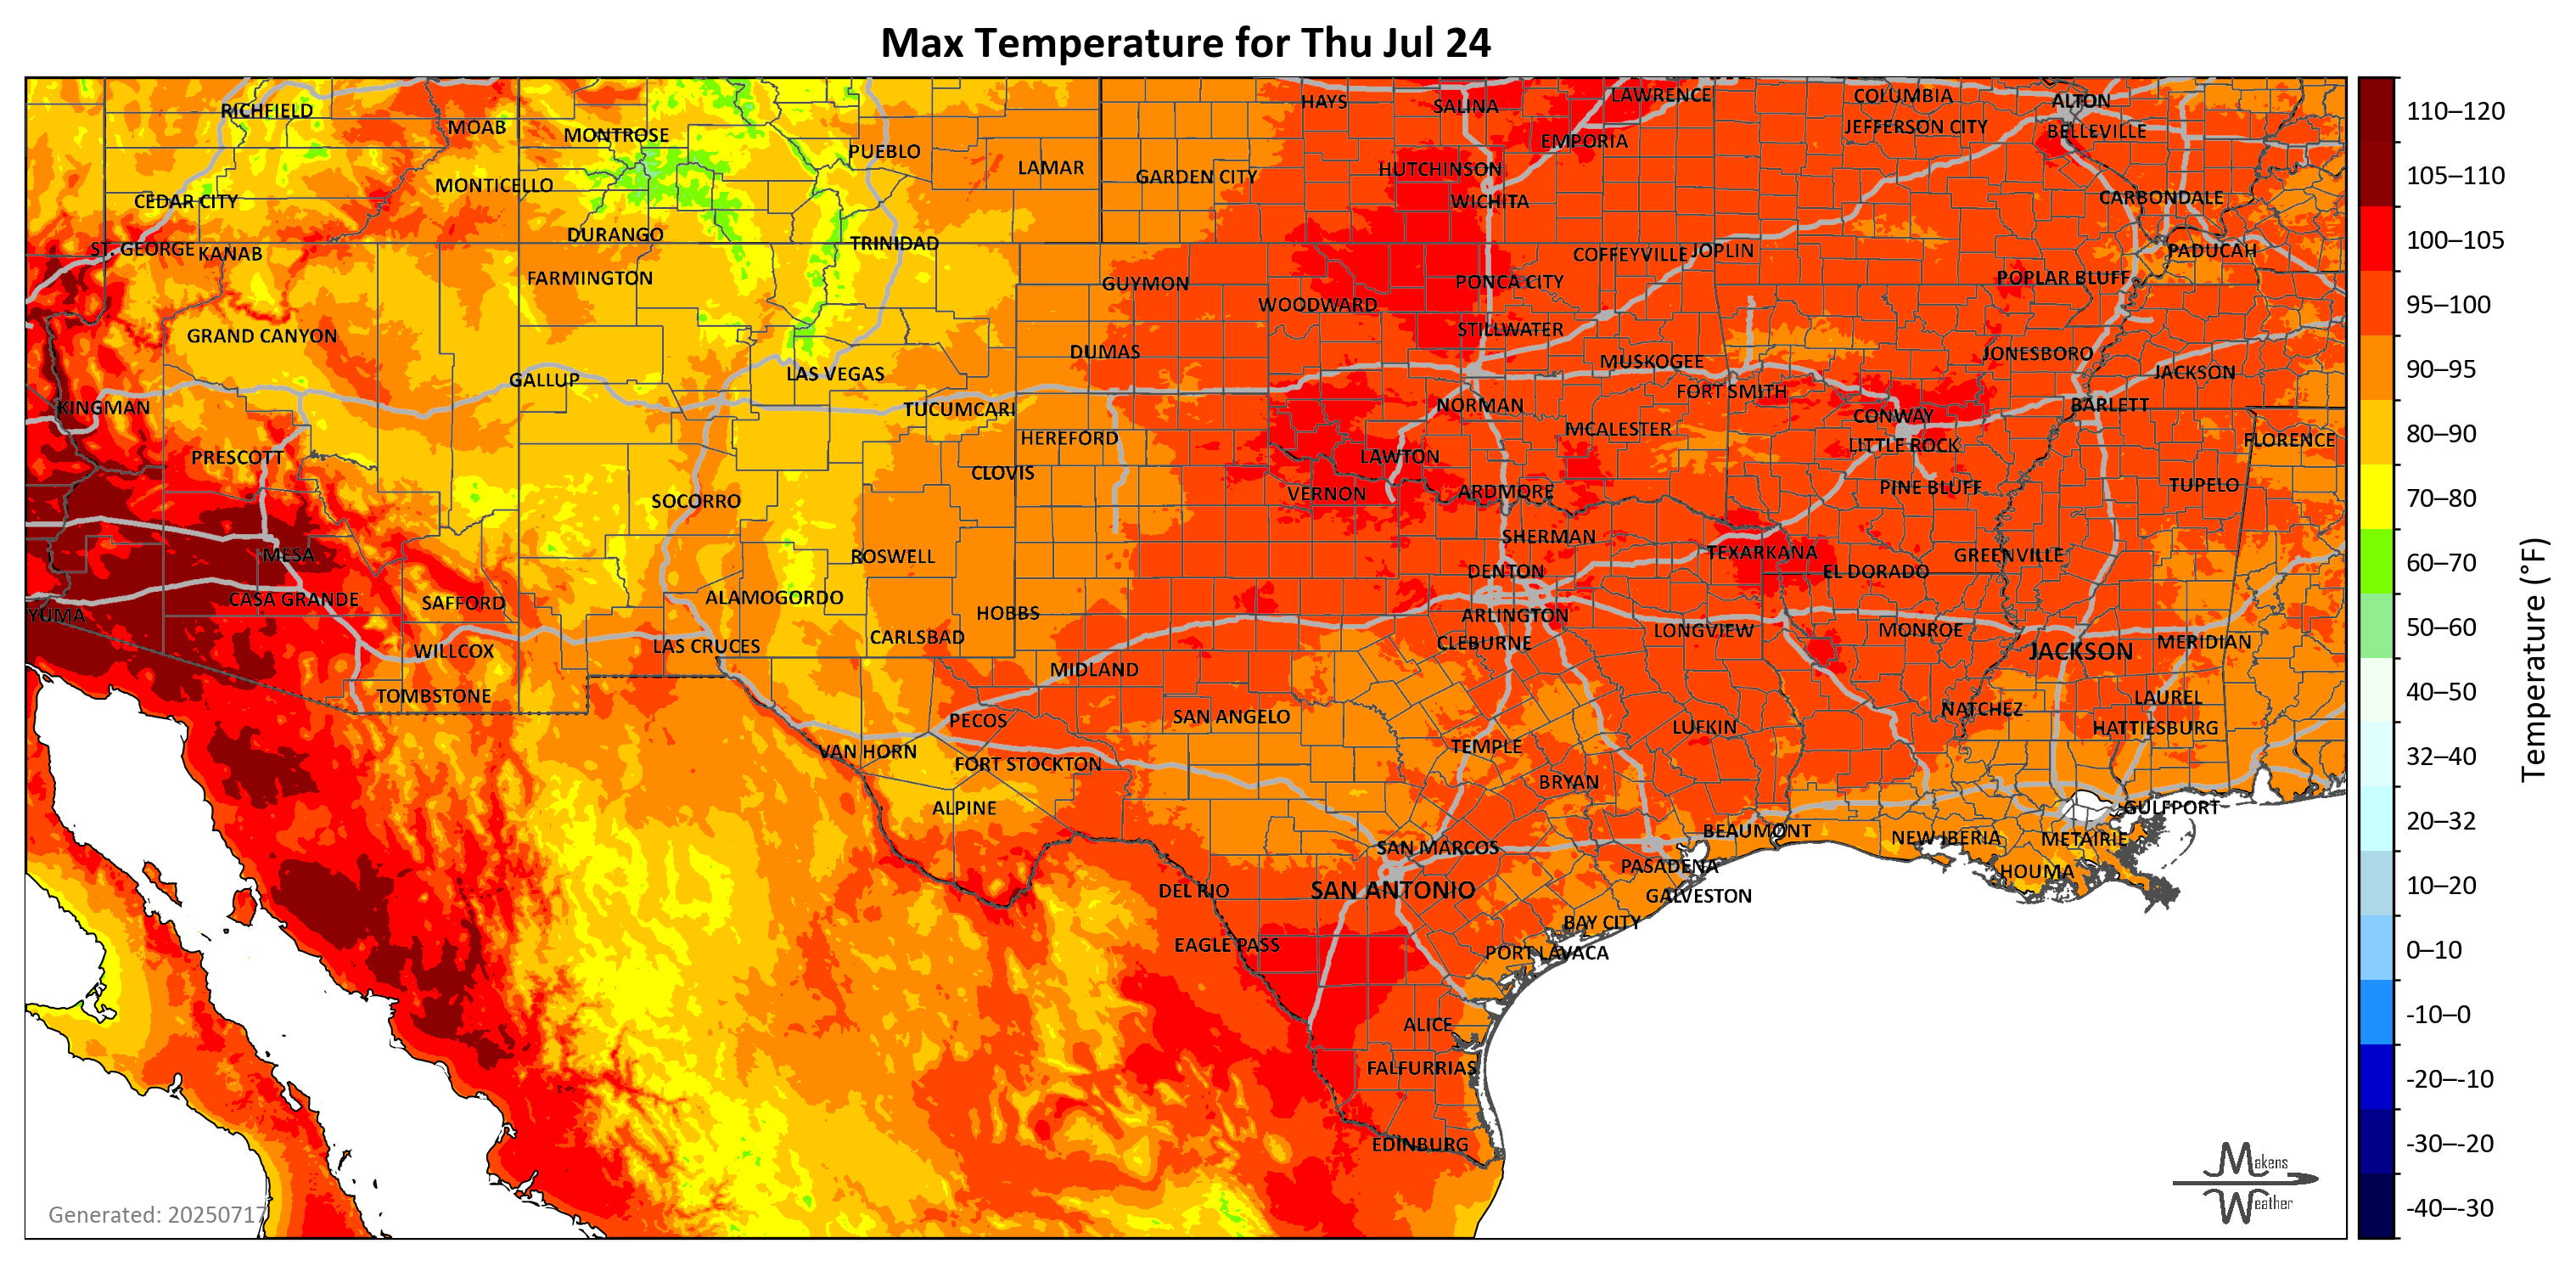 Max Temperature for Thu Jul 24
RICHFIELD
MOAB
MONTROSE
PUEBLO
LAMAR
GARDEN CITY
HAYS
SALINA
LAWRENCE
EMPORIA
COLUMBIA
JEFFERSON CITY
ALTON
BELLEVILLE
MONTICELLO
CEDAR CITY
HUTCHINSON
WICHITA
CARBONDALE
ST. GEORGE
KANAB
DURANGO
TRINIDAD
COFFEYVILLE
JOPLIN
PADUCAH
FARMINGTON
GUYMON
WOODWARD
PONCA CITY
POPLAR BLUFF
GRAND CANYON
STILLWATER
DUMAS
MUSKOGEE
JONESBORO
GALLUP
LAS VEGAS
FORT SMITH
JACKSON
KINGMAN
TUCUMCARI
NORMAN
CONWAY
BARLETT
HEREFORD
MCALESTER
LITTLE ROCK
FLORENCE
PRESCOTT
CLOVIS
LAWTON
SOCORRO
VERNON
ARDMORE
PINE BLUFF
TUPELO
MESA
ROSWELL
SHERMAN
TEXARKANA
GREENVILLE
DENTON
EL DORADO
CASA GRANDE
SAFFORD
ALAMOGORDO
HOBBS
ARLINGTON
YUMA
CARLSBAD
CLEBURNE
LONGVIEW
MONROE
WILLCOX
LAS CRUCES
JACKSON
MERIDIAN
MIDLAND
TOMBSTONE
PECOS
SAN ANGELO
LUFKIN
NATCHEZ
LAUREL
HATTIESBURG
VAN HORN
FORT STOCKTON
TEMPLE
BRYAN
ALPINE
GULFPORT
BEAUMONT
NEW IBERIA
METAIRIE
SAN MARCOS
PASADENA
HOUMA
DEL RIO
SAN ANTONIO
GALVESTON
BAY CITY
EAGLE PASS
PORT LAVACA
ALICE
FALFURRIAS
EDINBURG
Generated: 20250717
Makens
Weather
110–120
105–110
100–105
95–100
90–95
80–90
70–80
60–70
50–60
40–50
32–40
20–32
10–20
0–10
-10–0
-20–-10
-30–-20
-40–-30
Temperature (°F)